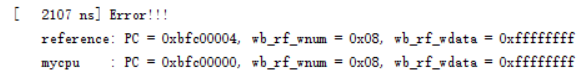 [   2107 ns] Error!!!
reference: PC = 0xbfc00004, wb_rf_wnum = 0x08, wb_rf_wdata = 0xffffffff
mycpu    : PC = 0xbfc00000, wb_rf_wnum = 0x08, wb_rf_wdata = 0xffffffff